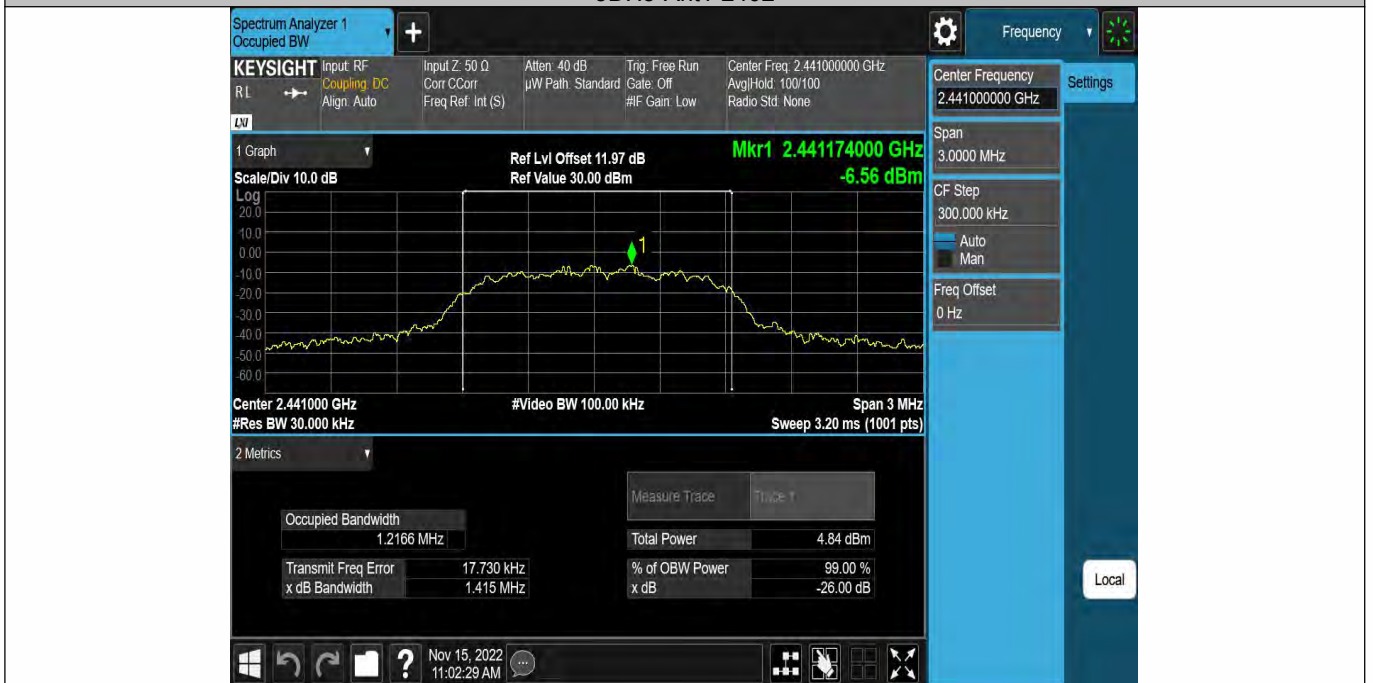 Spectrum Analyzer 1
Occupied BW
+
Frequency
KEYSIGHT
RL
LXI
Input: RF
Coupling: DC
Align: Auto
Input Z: 50 Ω
Corr CCorr
Freq Ref: Int (S)
Atten: 40 dB
µW Path: Standard
Trig: Free Run
Gate: Off
#IF Gain: Low
Center Freq: 2.441000000 GHz
Avg|Hold: 100/100
Radio Std: None
Center Frequency
2.441000000 GHz
Settings
Span
3.0000 MHz
CF Step
300.000 kHz
Auto
Man
Freq Offset
0 Hz
Local
1 Graph
Scale/Div 10.0 dB
Ref Lvl Offset 11.97 dB
Ref Value 30.00 dBm
Mkr1 2.441174000 GHz
-6.56 dBm
Log
20.0
10.0
0.00
-10.0
-20.0
-30.0
-40.0
-50.0
-60.0
1
Center 2.441000 GHz
#Res BW 30.000 kHz
#Video BW 100.00 kHz
Span 3 MHz
Sweep 3.20 ms (1001 pts)
2 Metrics
Measure Trace
Trace 1
Occupied Bandwidth
1.2166 MHz
Total Power 4.84 dBm
Transmit Freq Error 17.730 kHz
% of OBW Power 99.00 %
x dB Bandwidth 1.415 MHz
x dB -26.00 dB
?
Nov 15, 2022
11:02:29 AM